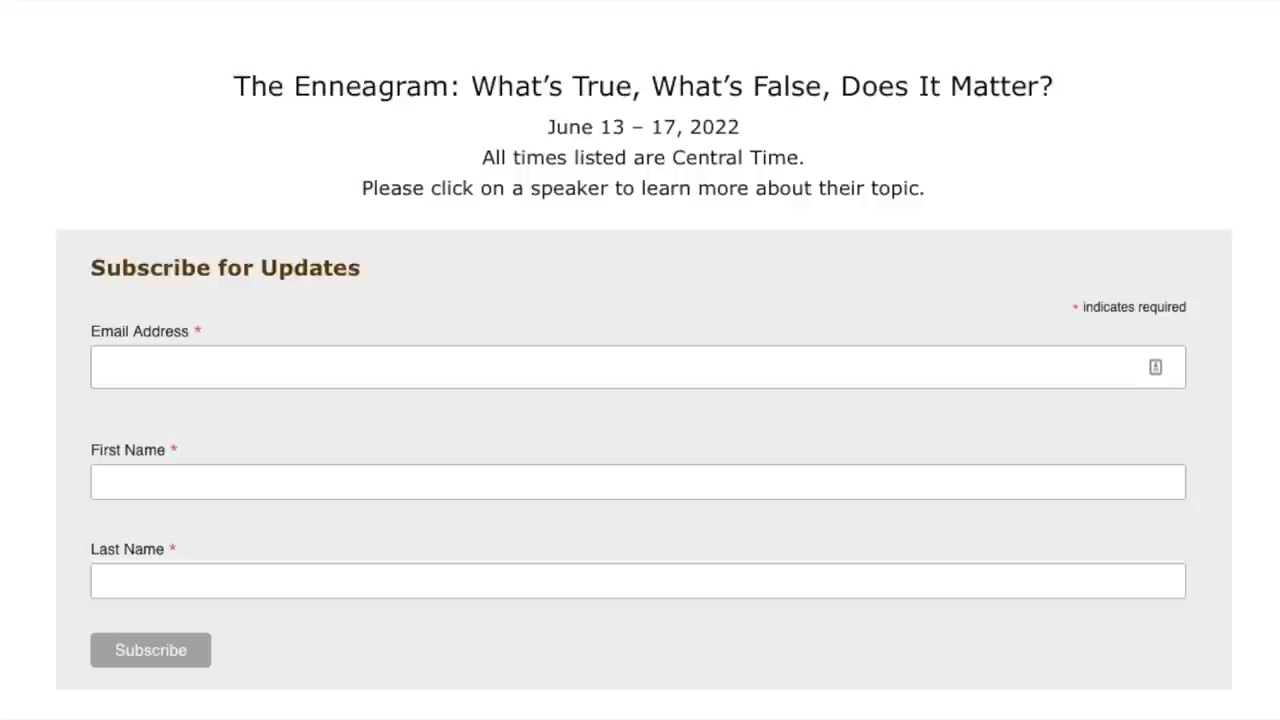 The Enneagram: What’s True, What’s False, Does It Matter?
June 13 – 17, 2022
All times listed are Central Time.
Please click on a speaker to learn more about their topic.
Subscribe for Updates
* indicates required
Email Address *
First Name *
Last Name *
Subscribe